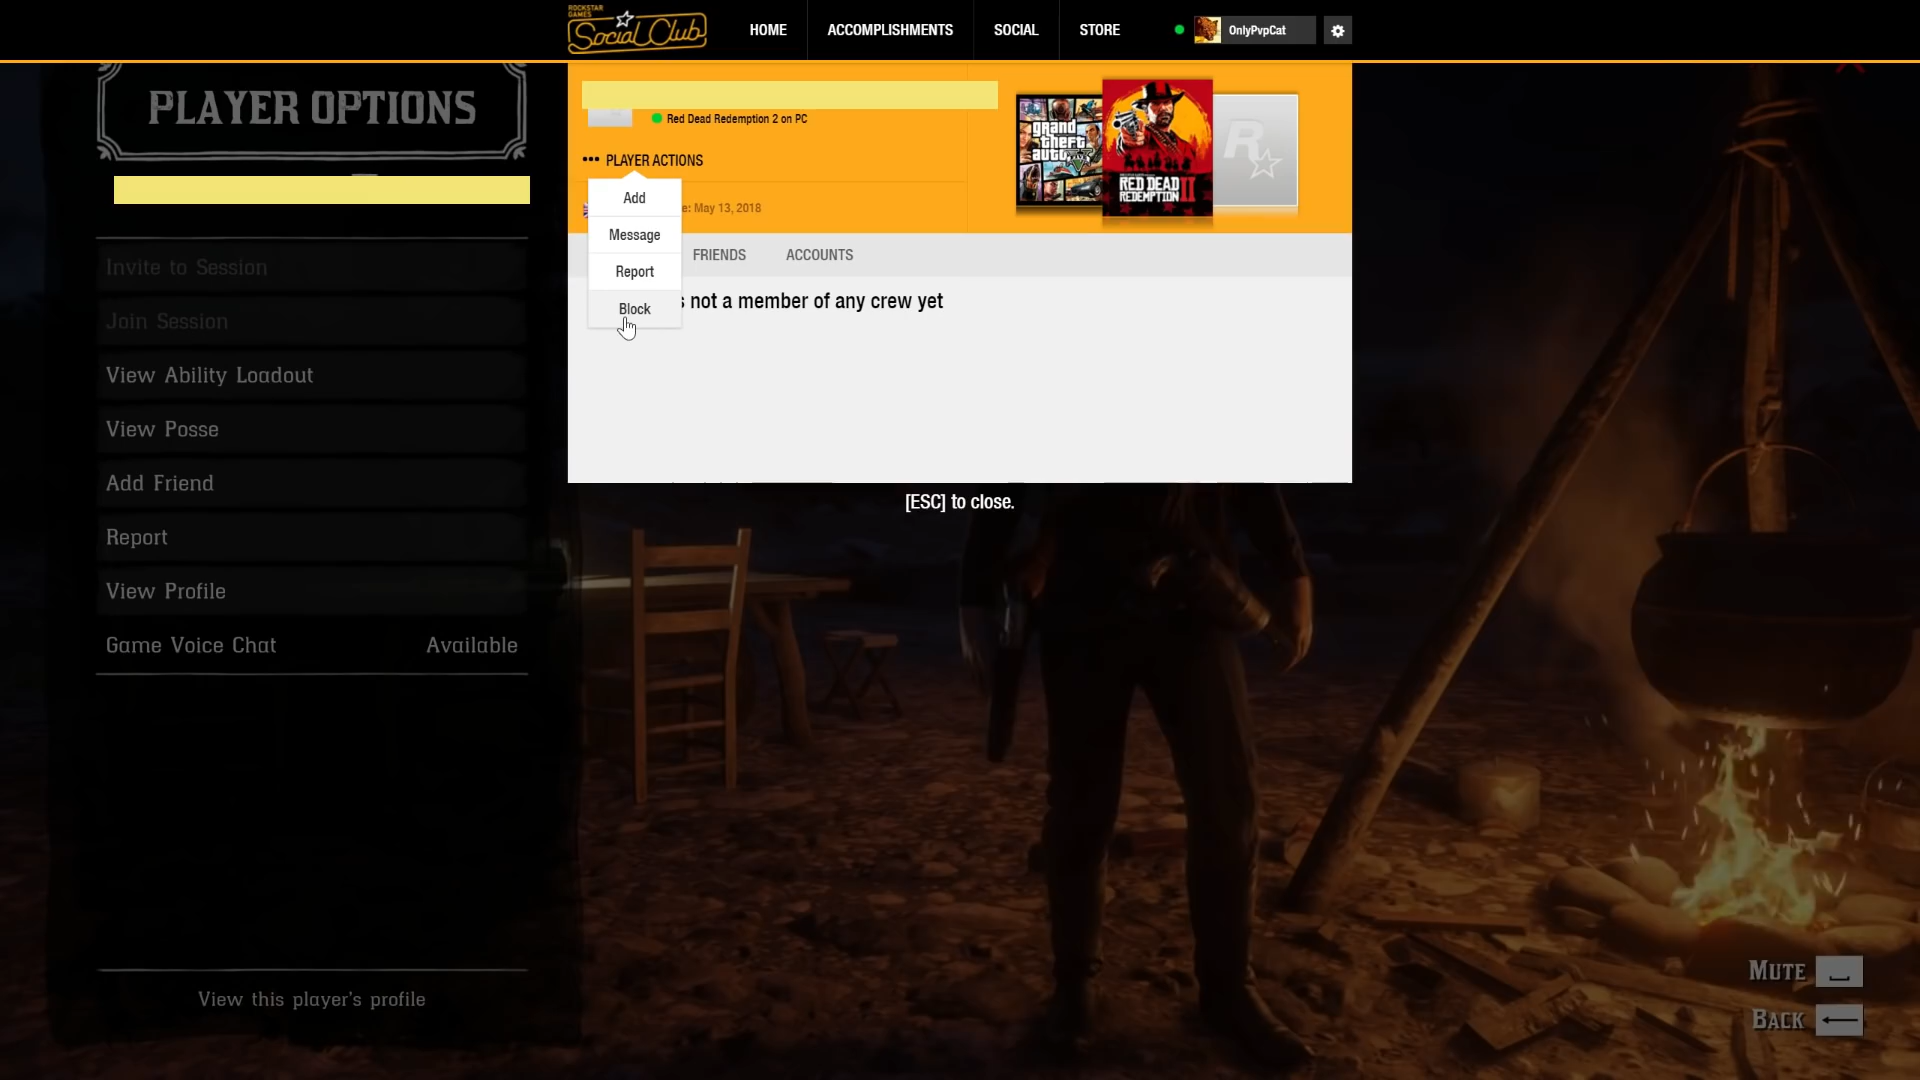 ROCKSTAR
GAMES
Social Club
HOME
ACCOMPLISHMENTS
SOCIAL
STORE
OnlyPvpCat
PLAYER OPTIONS
Red Dead Redemption 2 on PC
••• PLAYER ACTIONS
Add
Message
Report
Block
e: May 13, 2018
grand
theft
auto
V
RED DEAD
REDEMPTION II
R
FRIENDS
ACCOUNTS
s not a member of any crew yet
[ESC] to close.
Invite to Session
Join Session
View Ability Loadout
View Posse
Add Friend
Report
View Profile
Game Voice Chat Available
View this player's profile
MUTE
BACK